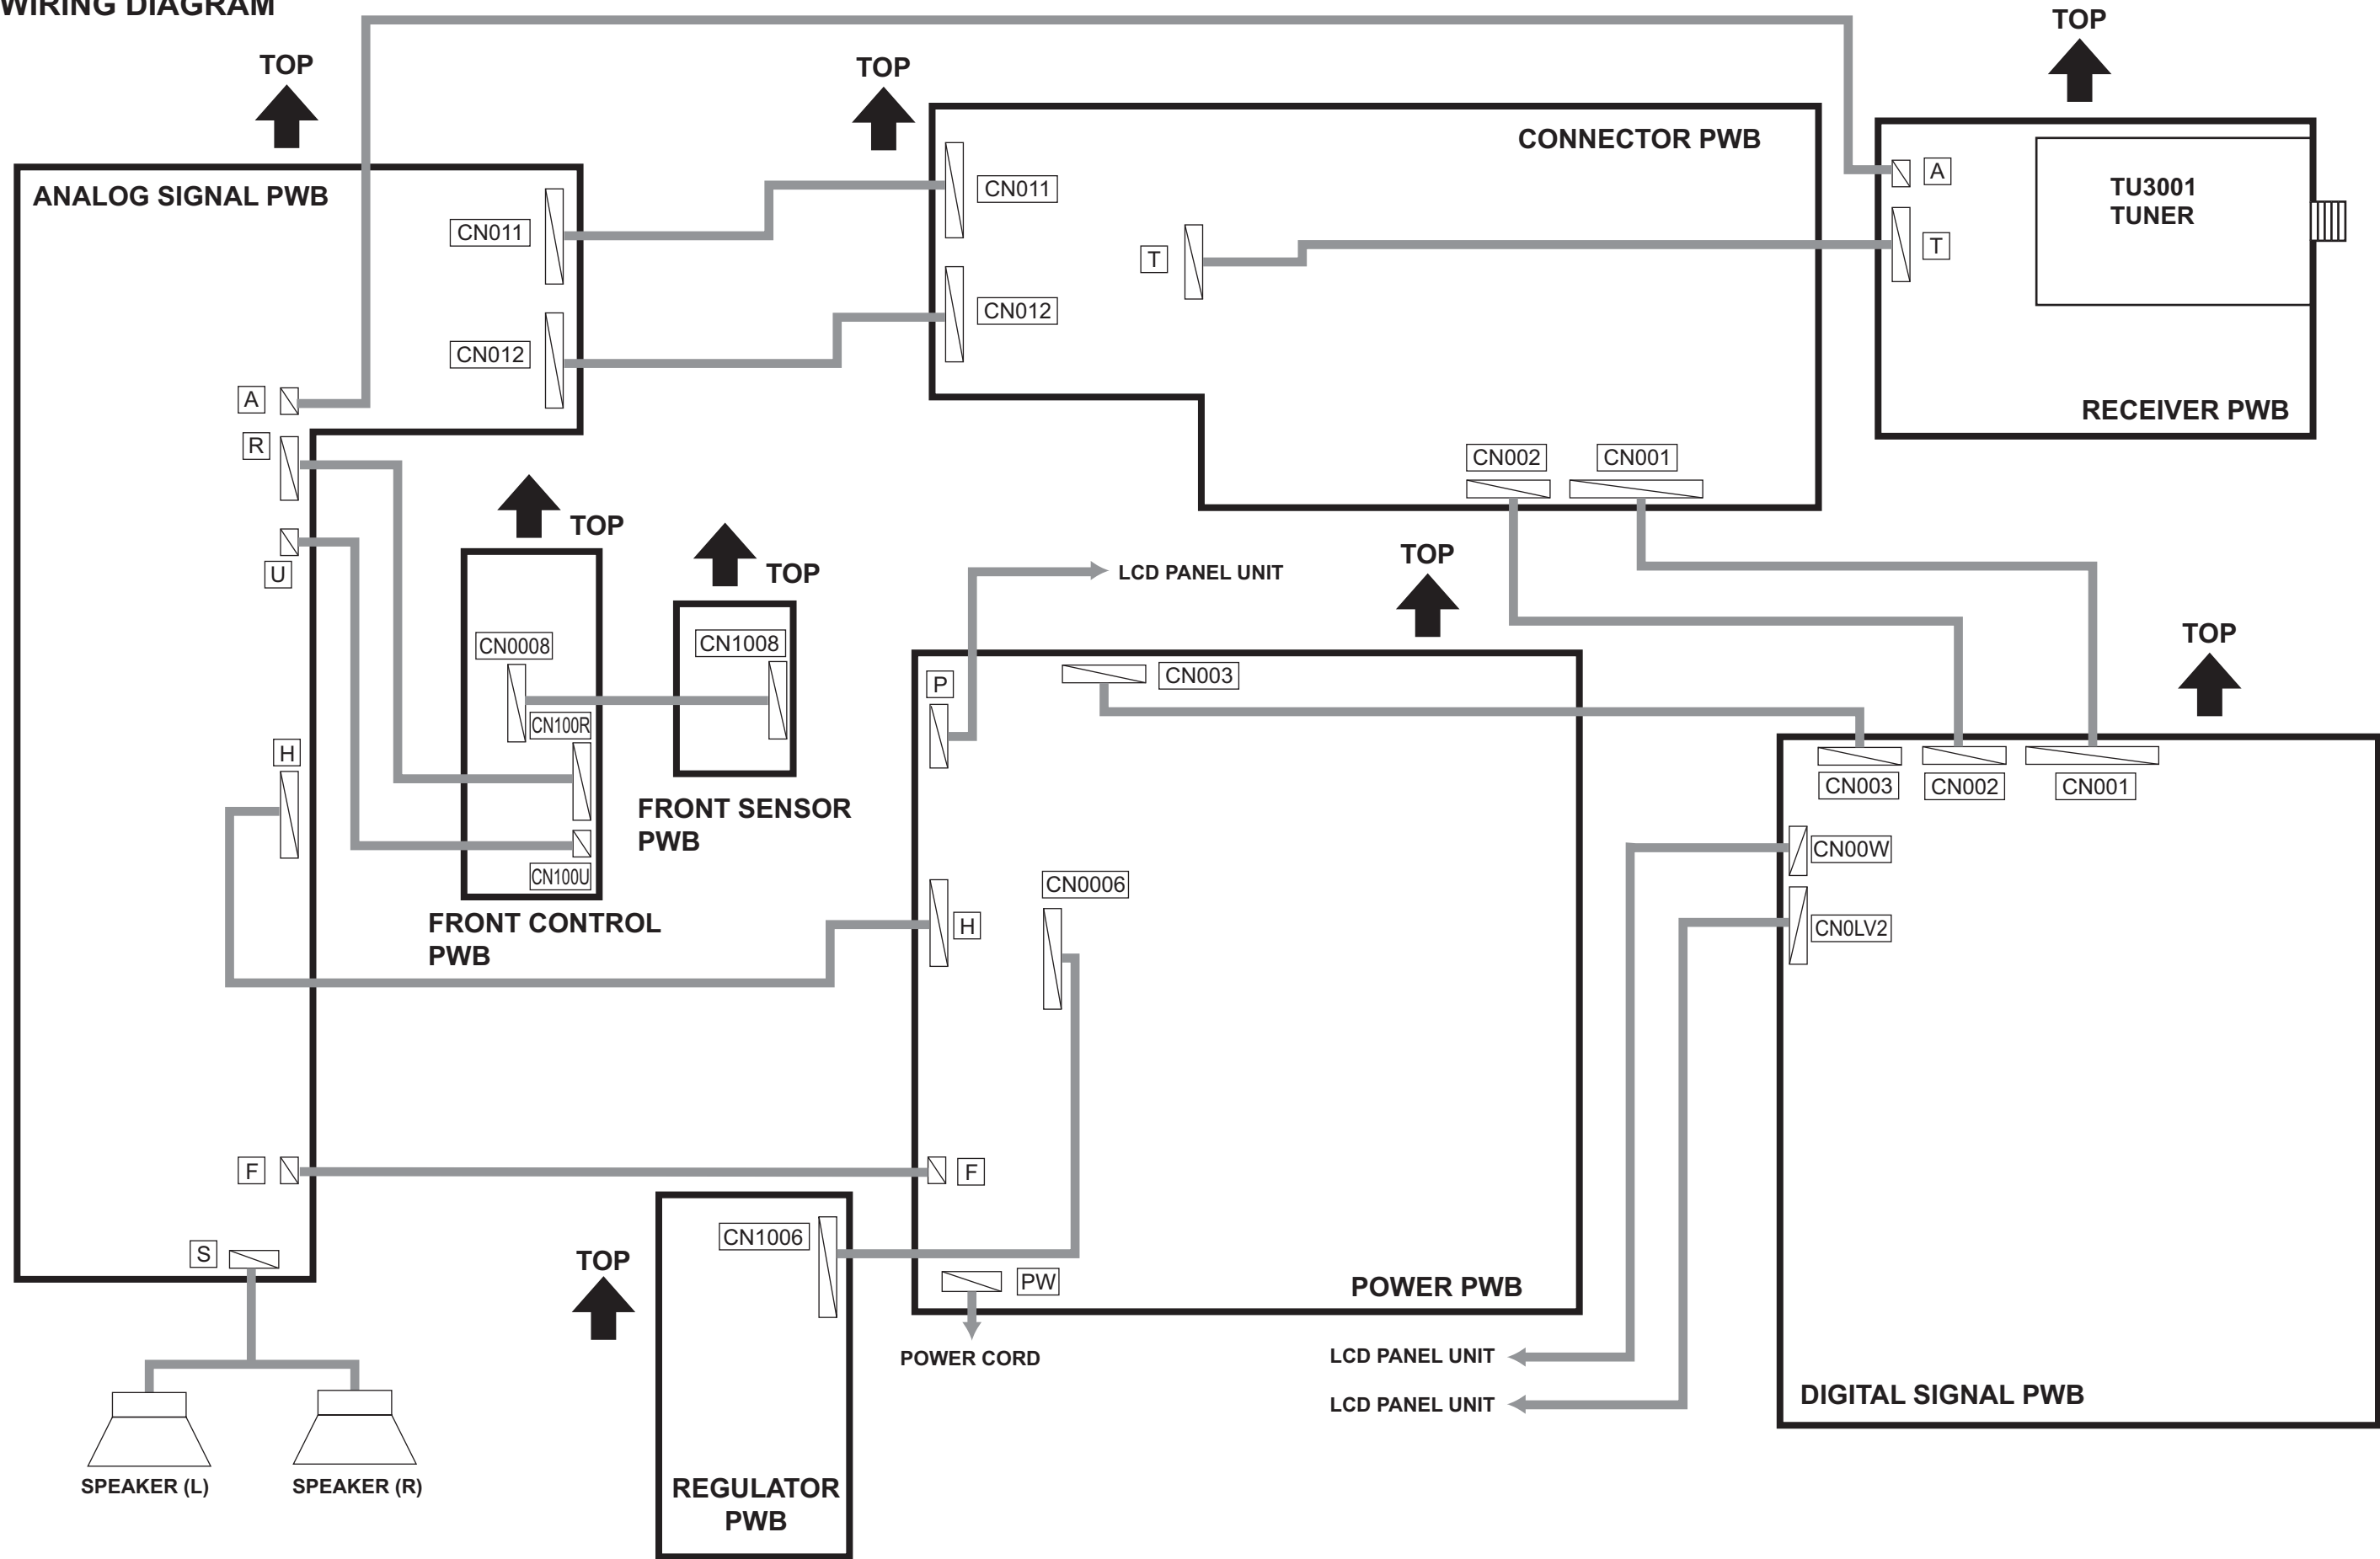 WIRING DIAGRAM
TOP
TOP
TOP
ANALOG SIGNAL PWB
CN011
CN012
A
R
U
H
F
S
SPEAKER (L)
SPEAKER (R)
CONNECTOR PWB
CN011
CN012
T
CN002
CN001
A
T
TU3001
TUNER
RECEIVER PWB
TOP
CN0008
CN100R
CN100U
FRONT CONTROL
PWB
TOP
CN1008
FRONT SENSOR
PWB
LCD PANEL UNIT
TOP
P
CN003
H
CN0006
F
PW
POWER PWB
POWER CORD
TOP
CN1006
REGULATOR
PWB
TOP
CN003
CN002
CN001
CN00W
CN0LV2
LCD PANEL UNIT
LCD PANEL UNIT
DIGITAL SIGNAL PWB